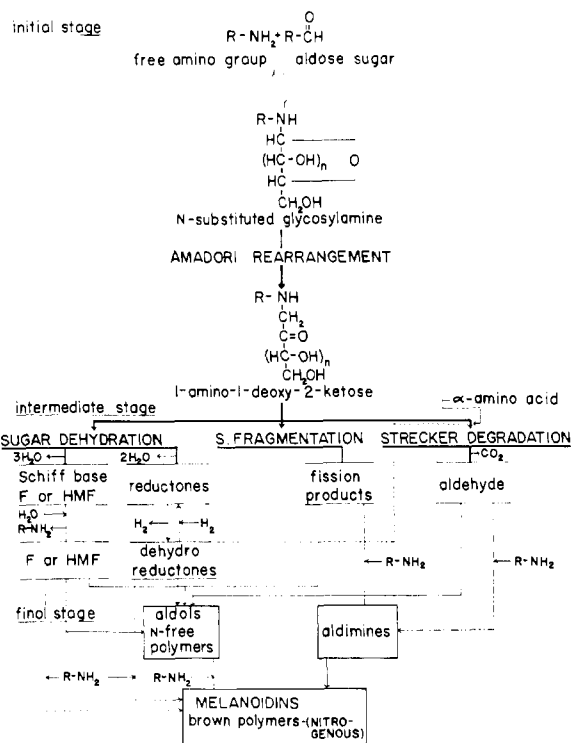 initial stage
O
R-NH2 + R-CH
free amino group aldose sugar
R-NH
HC
(HC-OH)n O
HC
CH2OH
N-substituted glycosylamine
AMADORI REARRANGEMENT
R-NH
CH2
C=O
(HC-OH)n
CH2OH
1-amino-1-deoxy-2-ketose
intermediate stage
α-amino acid
SUGAR DEHYDRATION S.FRAGMENTATION STRECKER DEGRADATION
3H2O 2H2O CO2
Schiff base
F or HMF
reductones
fission
products
aldehyde
H2O
R-NH2
H2 H2
F or HMF
dehydro
reductones
R-NH2 R-NH2
final stage
aldols
N-free
polymers
aldimines
R-NH2 R-NH2
MELANOIDINS
brown polymers-(NITRO-
GENOUS)